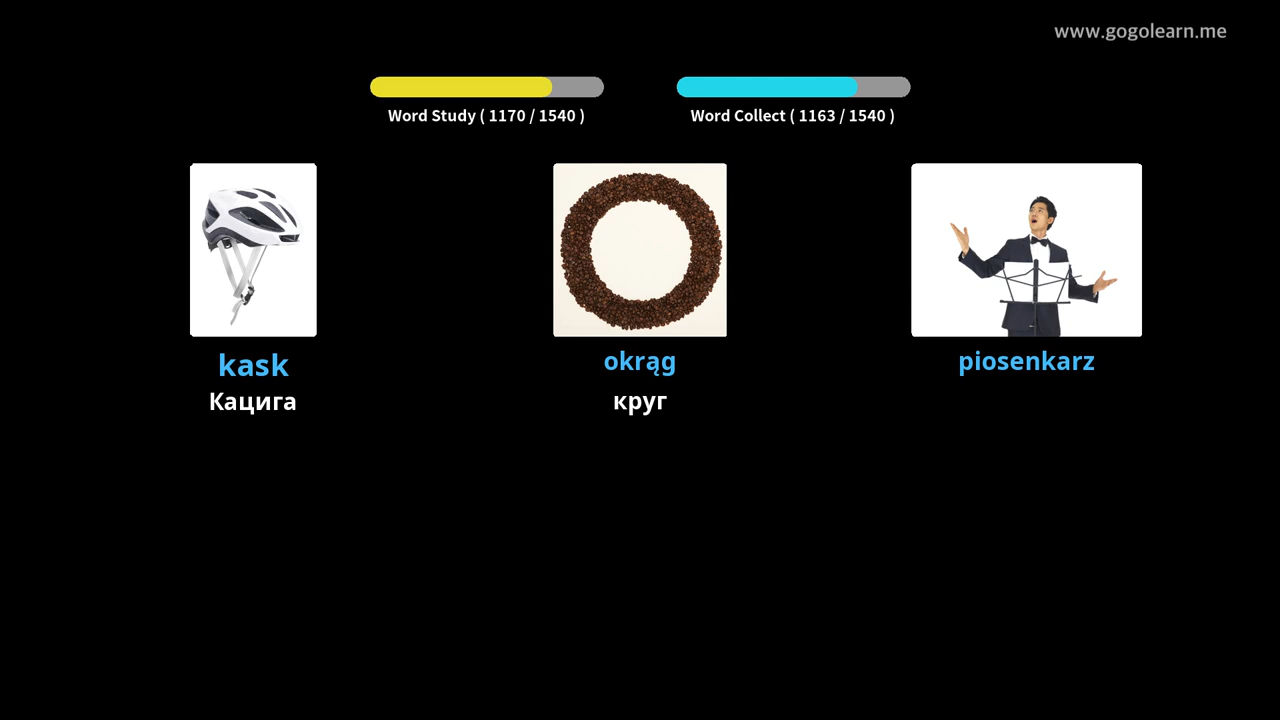 www.gogolearn.me
Word Study ( 1170 / 1540 )
Word Collect ( 1163 / 1540 )
kask
okrąg
piosenkarz
Кацига
круг